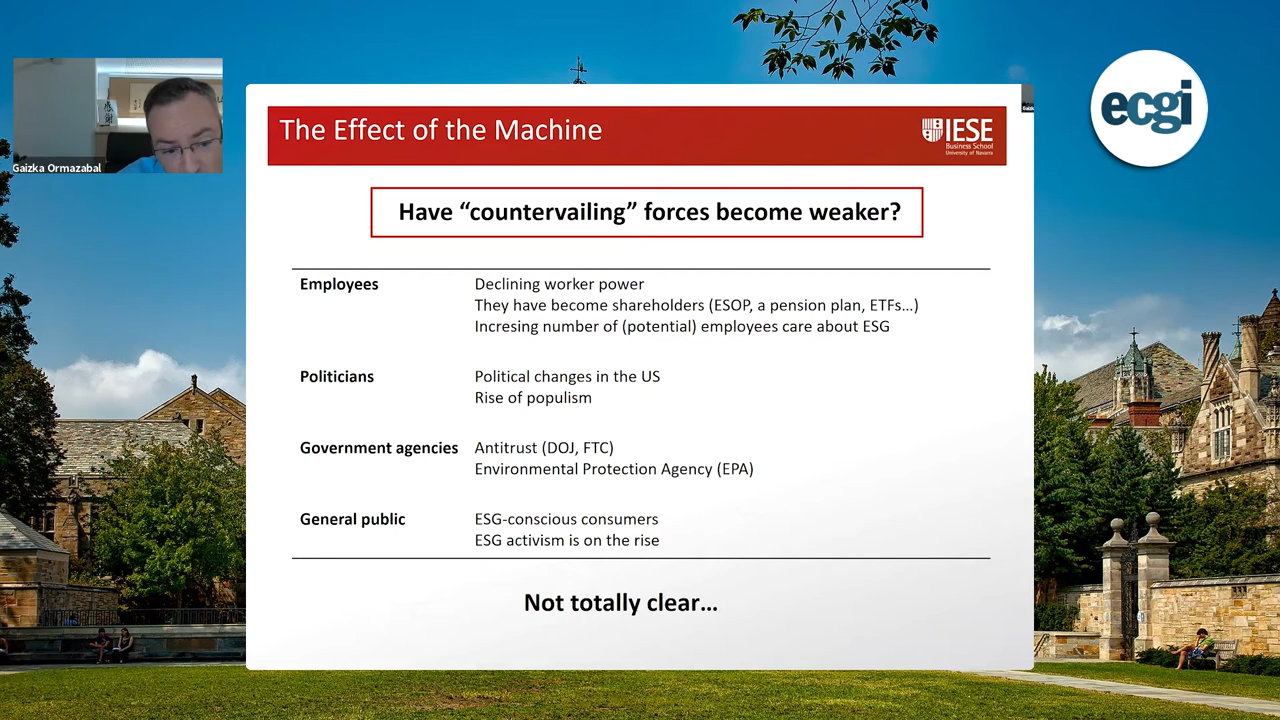 Gaizka Ormazabal
ecgi
The Effect of the Machine
IESE
Business School
University of Navarra
Have “countervailing” forces become weaker?
Employees
Declining worker power
They have become shareholders (ESOP, a pension plan, ETFs…)
Incresing number of (potential) employees care about ESG
Politicians
Political changes in the US
Rise of populism
Government agencies
Antitrust (DOJ, FTC)
Environmental Protection Agency (EPA)
General public
ESG-conscious consumers
ESG activism is on the rise
Not totally clear…